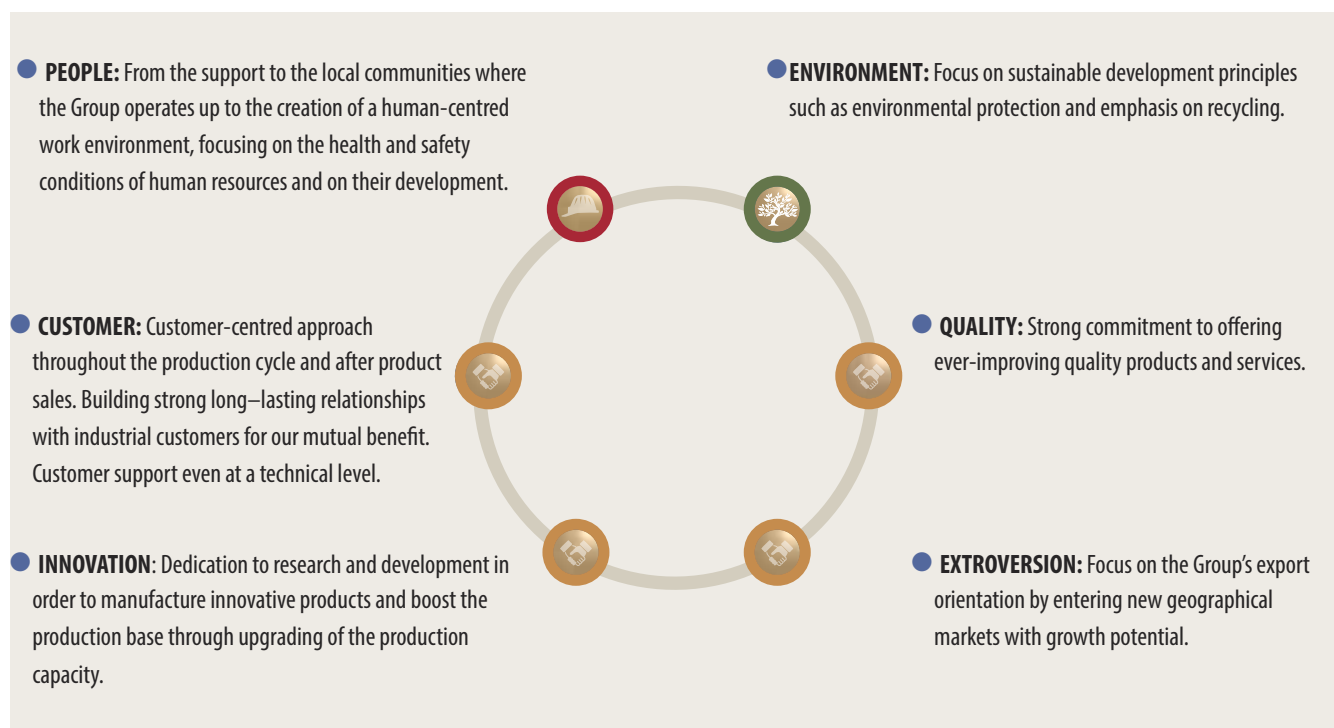 PEOPLE: From the support to the local communities where
the Group operates up to the creation of a human-centred
work environment, focusing on the health and safety
conditions of human resources and on their development.
ENVIRONMENT: Focus on sustainable development principles
such as environmental protection and emphasis on recycling.
CUSTOMER: Customer-centred approach
throughout the production cycle and after product
sales. Building strong long–lasting relationships
with industrial customers for our mutual benefit.
Customer support even at a technical level.
QUALITY: Strong commitment to offering
ever-improving quality products and services.
INNOVATION: Dedication to research and development in
order to manufacture innovative products and boost the
production base through upgrading of the production
capacity.
EXTROVERSION: Focus on the Group’s export
orientation by entering new geographical
markets with growth potential.